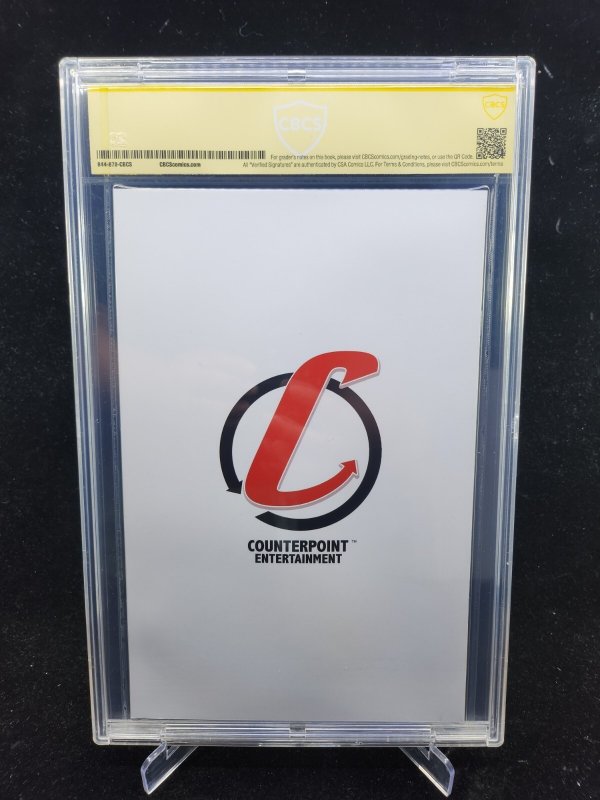 CBCS
CBCS
CBCS
For grader's notes on this book, please visit CBCScomics.com/grading-notes, or use the QR Code.
844-878-CBCS CBCScomics.com All "Verified Signatures" are authenticated by CSA Comics LLC. For Terms & Conditions, please visit CBCScomics.com/terms
C
COUNTERPOINT™
ENTERTAINMENT